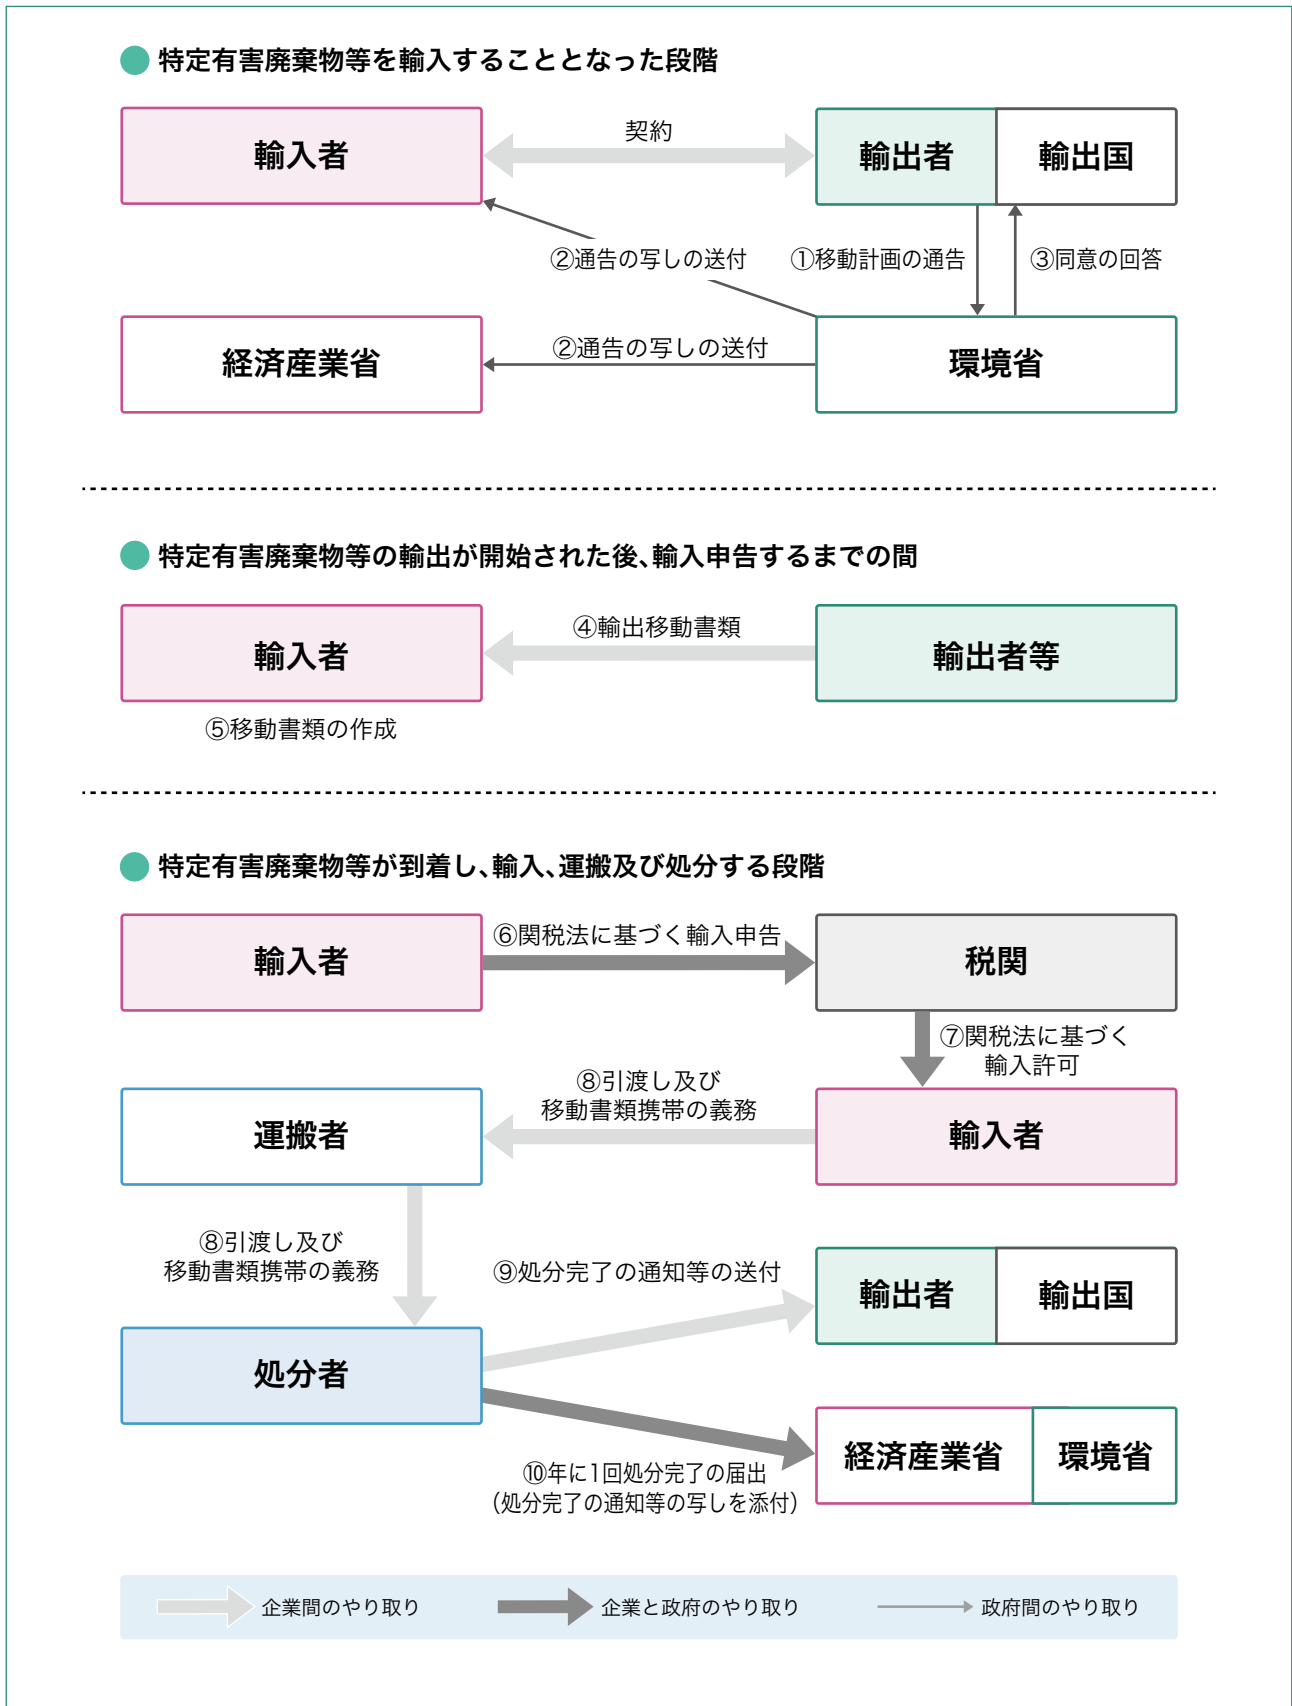 特定有害廃棄物等を輸入することとなった段階
輸入者
契約
輸出者
輸出国
②通告の写しの送付
①移動計画の通告
③同意の回答
経済産業省
②通告の写しの送付
環境省
特定有害廃棄物等の輸出が開始された後、輸入申告するまでの間
輸入者
④輸出移動書類
輸出者等
⑤移動書類の作成
特定有害廃棄物等が到着し、輸入、運搬及び処分する段階
輸入者
⑥関税法に基づく輸入申告
税関
⑦関税法に基づく
輸入許可
運搬者
⑧引渡し及び
移動書類携帯の義務
輸入者
⑧引渡し及び
移動書類携帯の義務
⑨処分完了の通知等の送付
輸出者
輸出国
処分者
経済産業省
環境省
⑩年に1回処分完了の届出
（処分完了の通知等の写しを添付）
企業間のやり取り
企業と政府のやり取り
政府間のやり取り